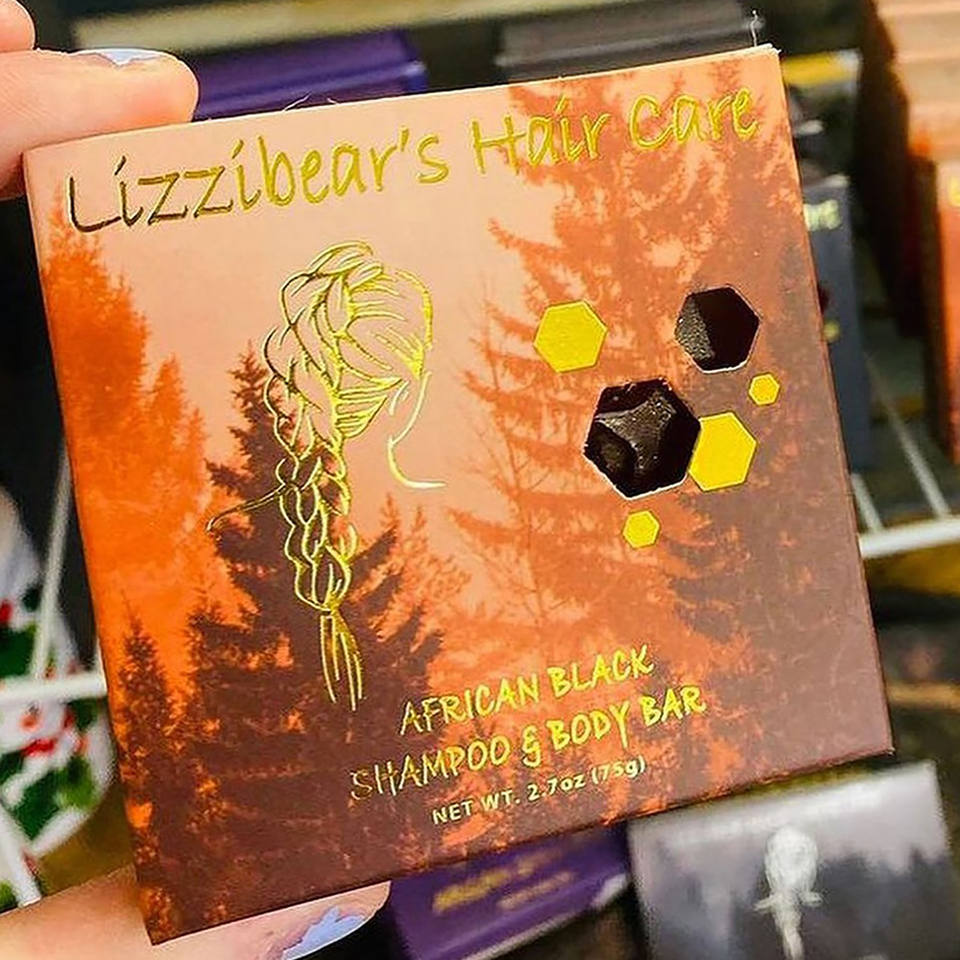 Lizzibear's Hair Care
AFRICAN BLACK
SHAMPOO & BODY BAR
NET WT. 2.7oz (75g)